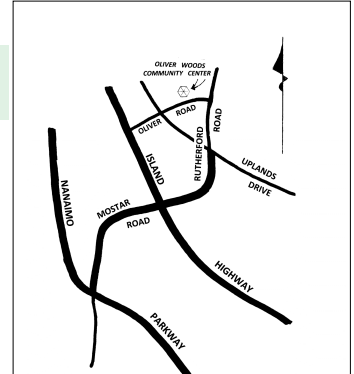 OLIVER WOODS
COMMUNITY CENTER
OLIVER ROAD
RUTHERFORD ROAD
ISLAND HIGHWAY
UPLANDS DRIVE
NANAIMO PARKWAY
MOSTAR ROAD